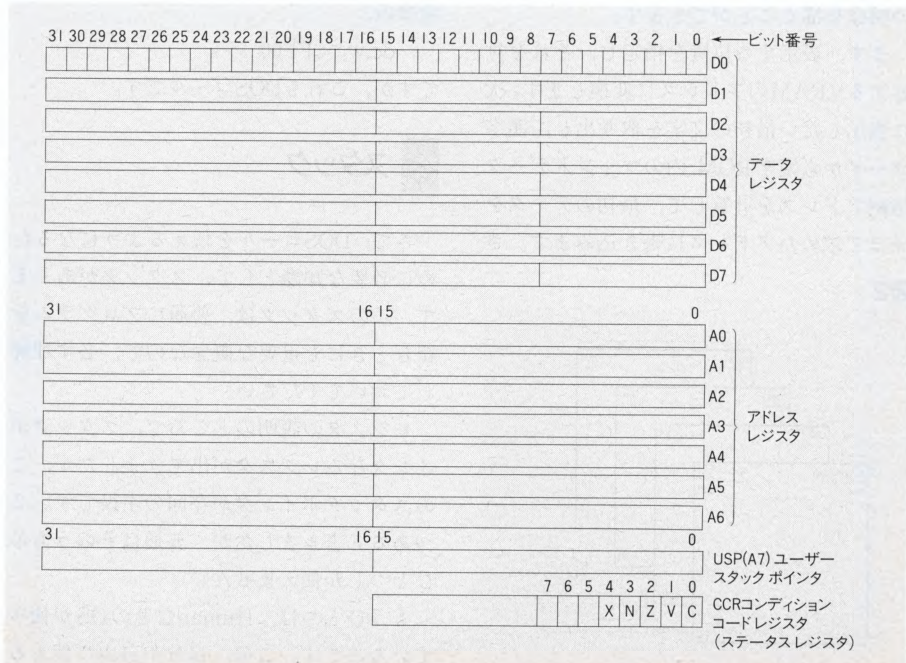 31 30 29 28 27 26 25 24 23 22 21 20 19 18 17 16 15 14 13 12 11 10 9 8 7 6 5 4 3 2 1 0 ←ビット番号
D0
D1
D2
D3
D4
D5
D6
D7
データ
レジスタ
31 16 15 0
A0
A1
A2
A3
A4
A5
A6
アドレス
レジスタ
31 16 15 0
USP(A7)ユーザー
スタック ポインタ
7 6 5 4 3 2 1 0
X N Z V C
CCRコンディション
コードレジスタ
(ステータスレジスタ)